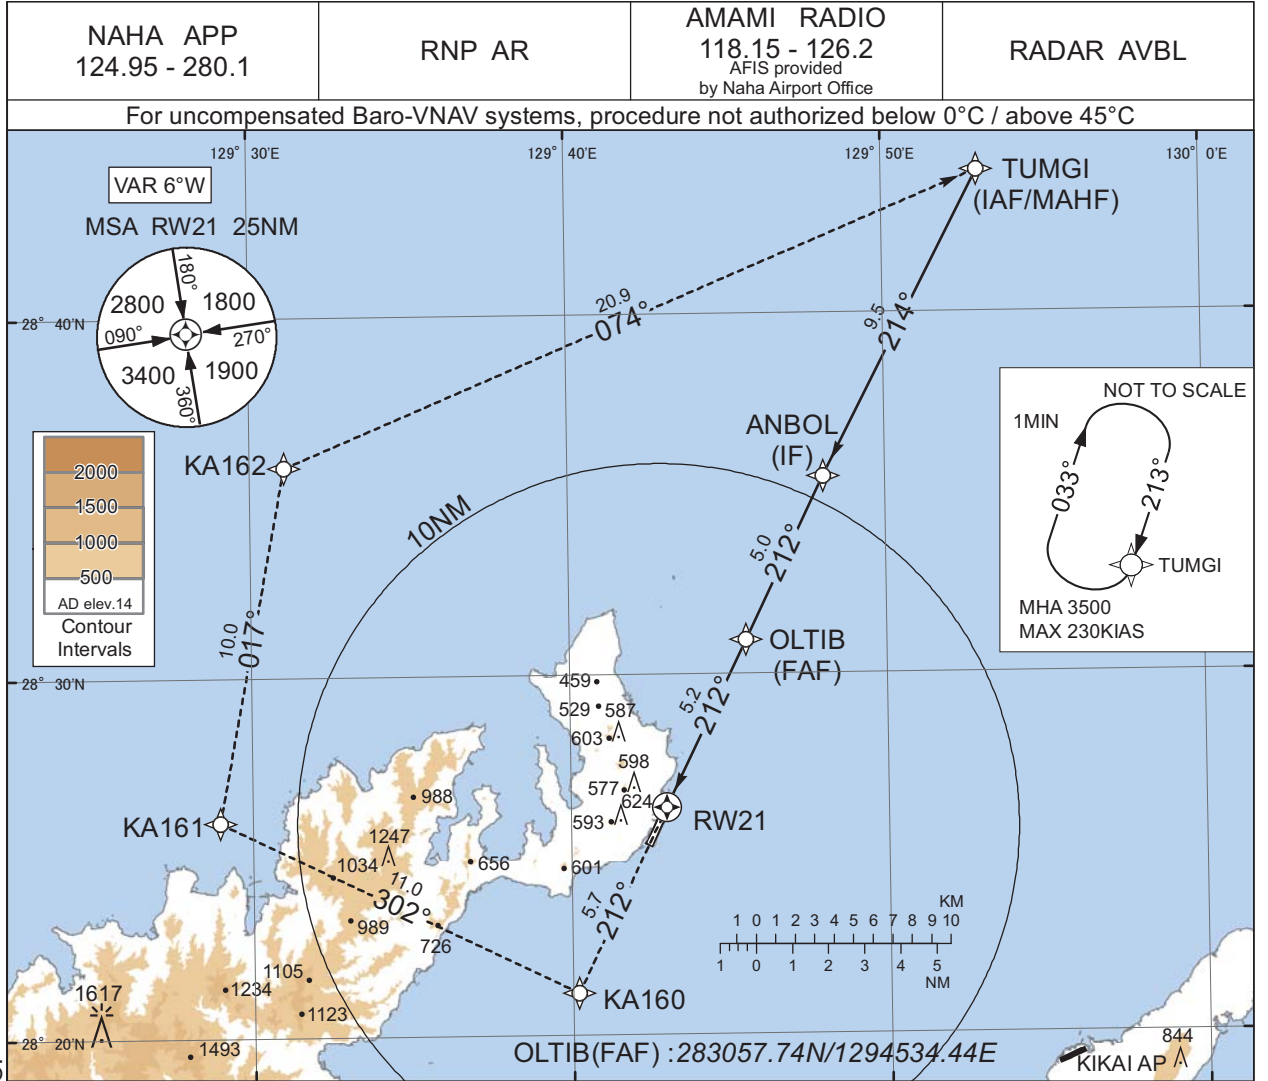 NAHA APP
124.95 - 280.1
RNP AR
AMAMI RADIO
118.15 - 126.2
AFIS provided
by Naha Airport Office
RADAR AVBL
For uncompensated Baro-VNAV systems, procedure not authorized below 0°C / above 45°C
129° 30'E
129° 40'E
129° 50'E
130° 0'E
VAR 6°W
MSA RW21 25NM
180°
2800
1800
090°
270°
3400
1900
360°
TUMGI
(IAF/MAHF)
20.9
074°
9.5
214°
28° 40'N
NOT TO SCALE
1MIN
033°
213°
TUMGI
MHA 3500
MAX 230KIAS
ANBOL
(IF)
KA162
2000
1500
1000
500
AD elev.14
Contour
Intervals
10NM
5.0
212°
10.0
017°
OLTIB
(FAF)
28° 30'N
5.2
212°
459
529
587
603
598
577
624
593
988
RW21
KA161
1247
1034
656
601
11.0
302°
5.7
212°
989
726
KM
1 0 1 2 3 4 5 6 7 8 9 10
1 0 1 2 3 4 5
NM
1105
1234
1617
1123
KA160
28° 20'N
1493
OLTIB(FAF) :283057.74N/1294534.44E
844
KIKAI AP